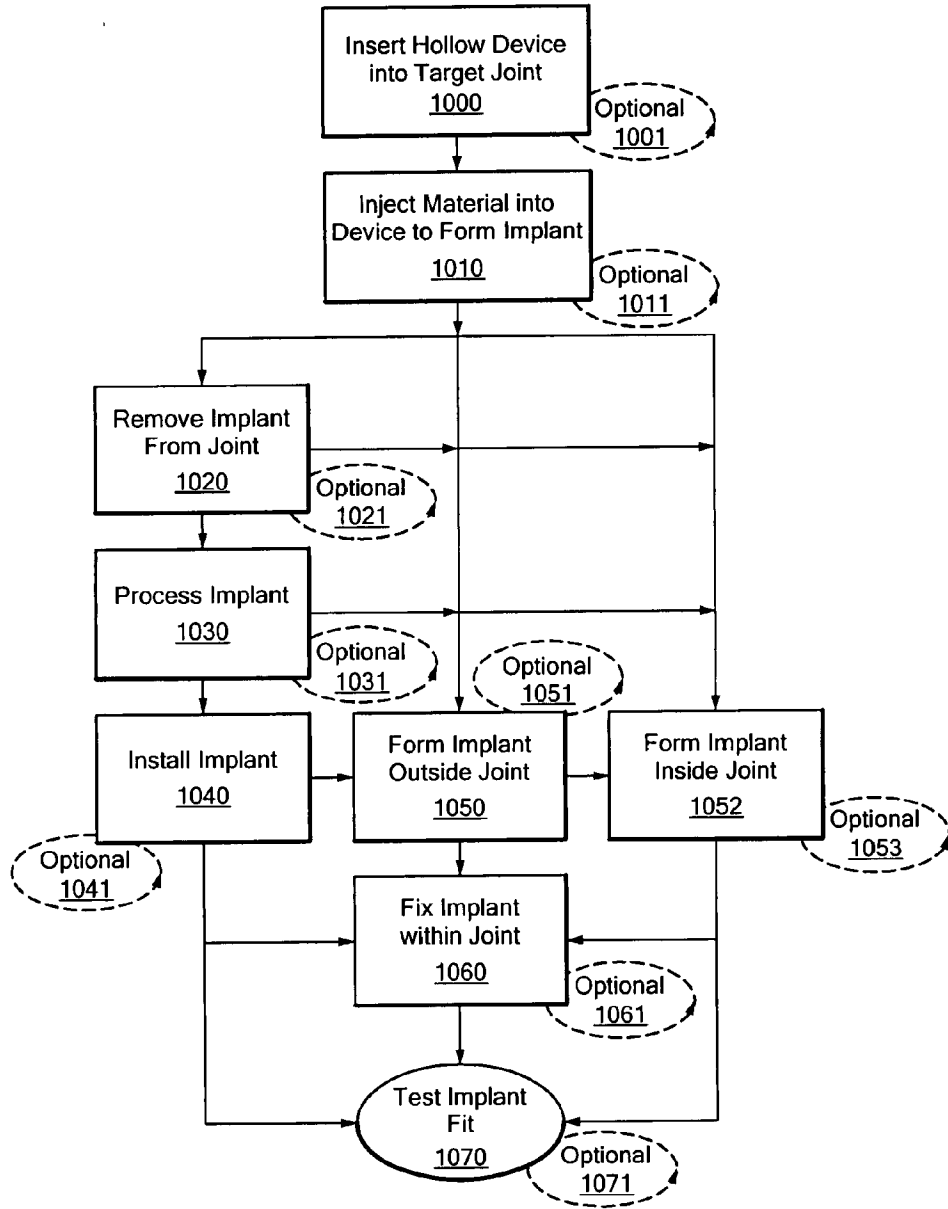 Insert Hollow Device
into Target Joint
1000
Optional
1001
Inject Material into
Device to Form Implant
1010
Optional
1011
Remove Implant
From Joint
1020
Optional
1021
Process Implant
1030
Optional
1031
Optional
1051
Install Implant
1040
Optional
1041
Form Implant
Outside Joint
1050
Form Implant
Inside Joint
1052
Optional
1053
Fix Implant
within Joint
1060
Optional
1061
Test Implant
Fit
1070
Optional
1071